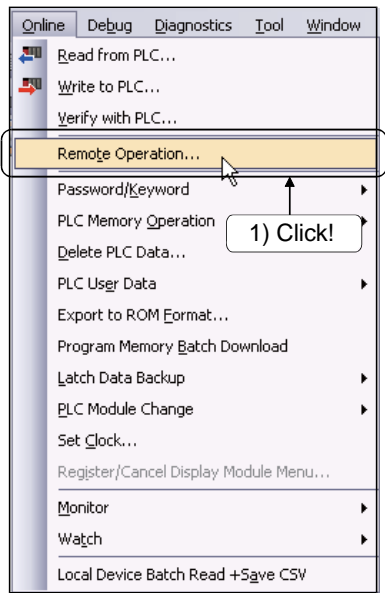 Online Debug Diagnostics Tool Window
Read from PLC...
Write to PLC...
Verify with PLC...
Remote Operation...
Password/Keyword
PLC Memory Operation
1) Click!
Delete PLC Data...
PLC User Data
Export to ROM Format...
Program Memory Batch Download
Latch Data Backup
PLC Module Change
Set Clock...
Register/Cancel Display Module Menu...
Monitor
Watch
Local Device Batch Read +Save CSV